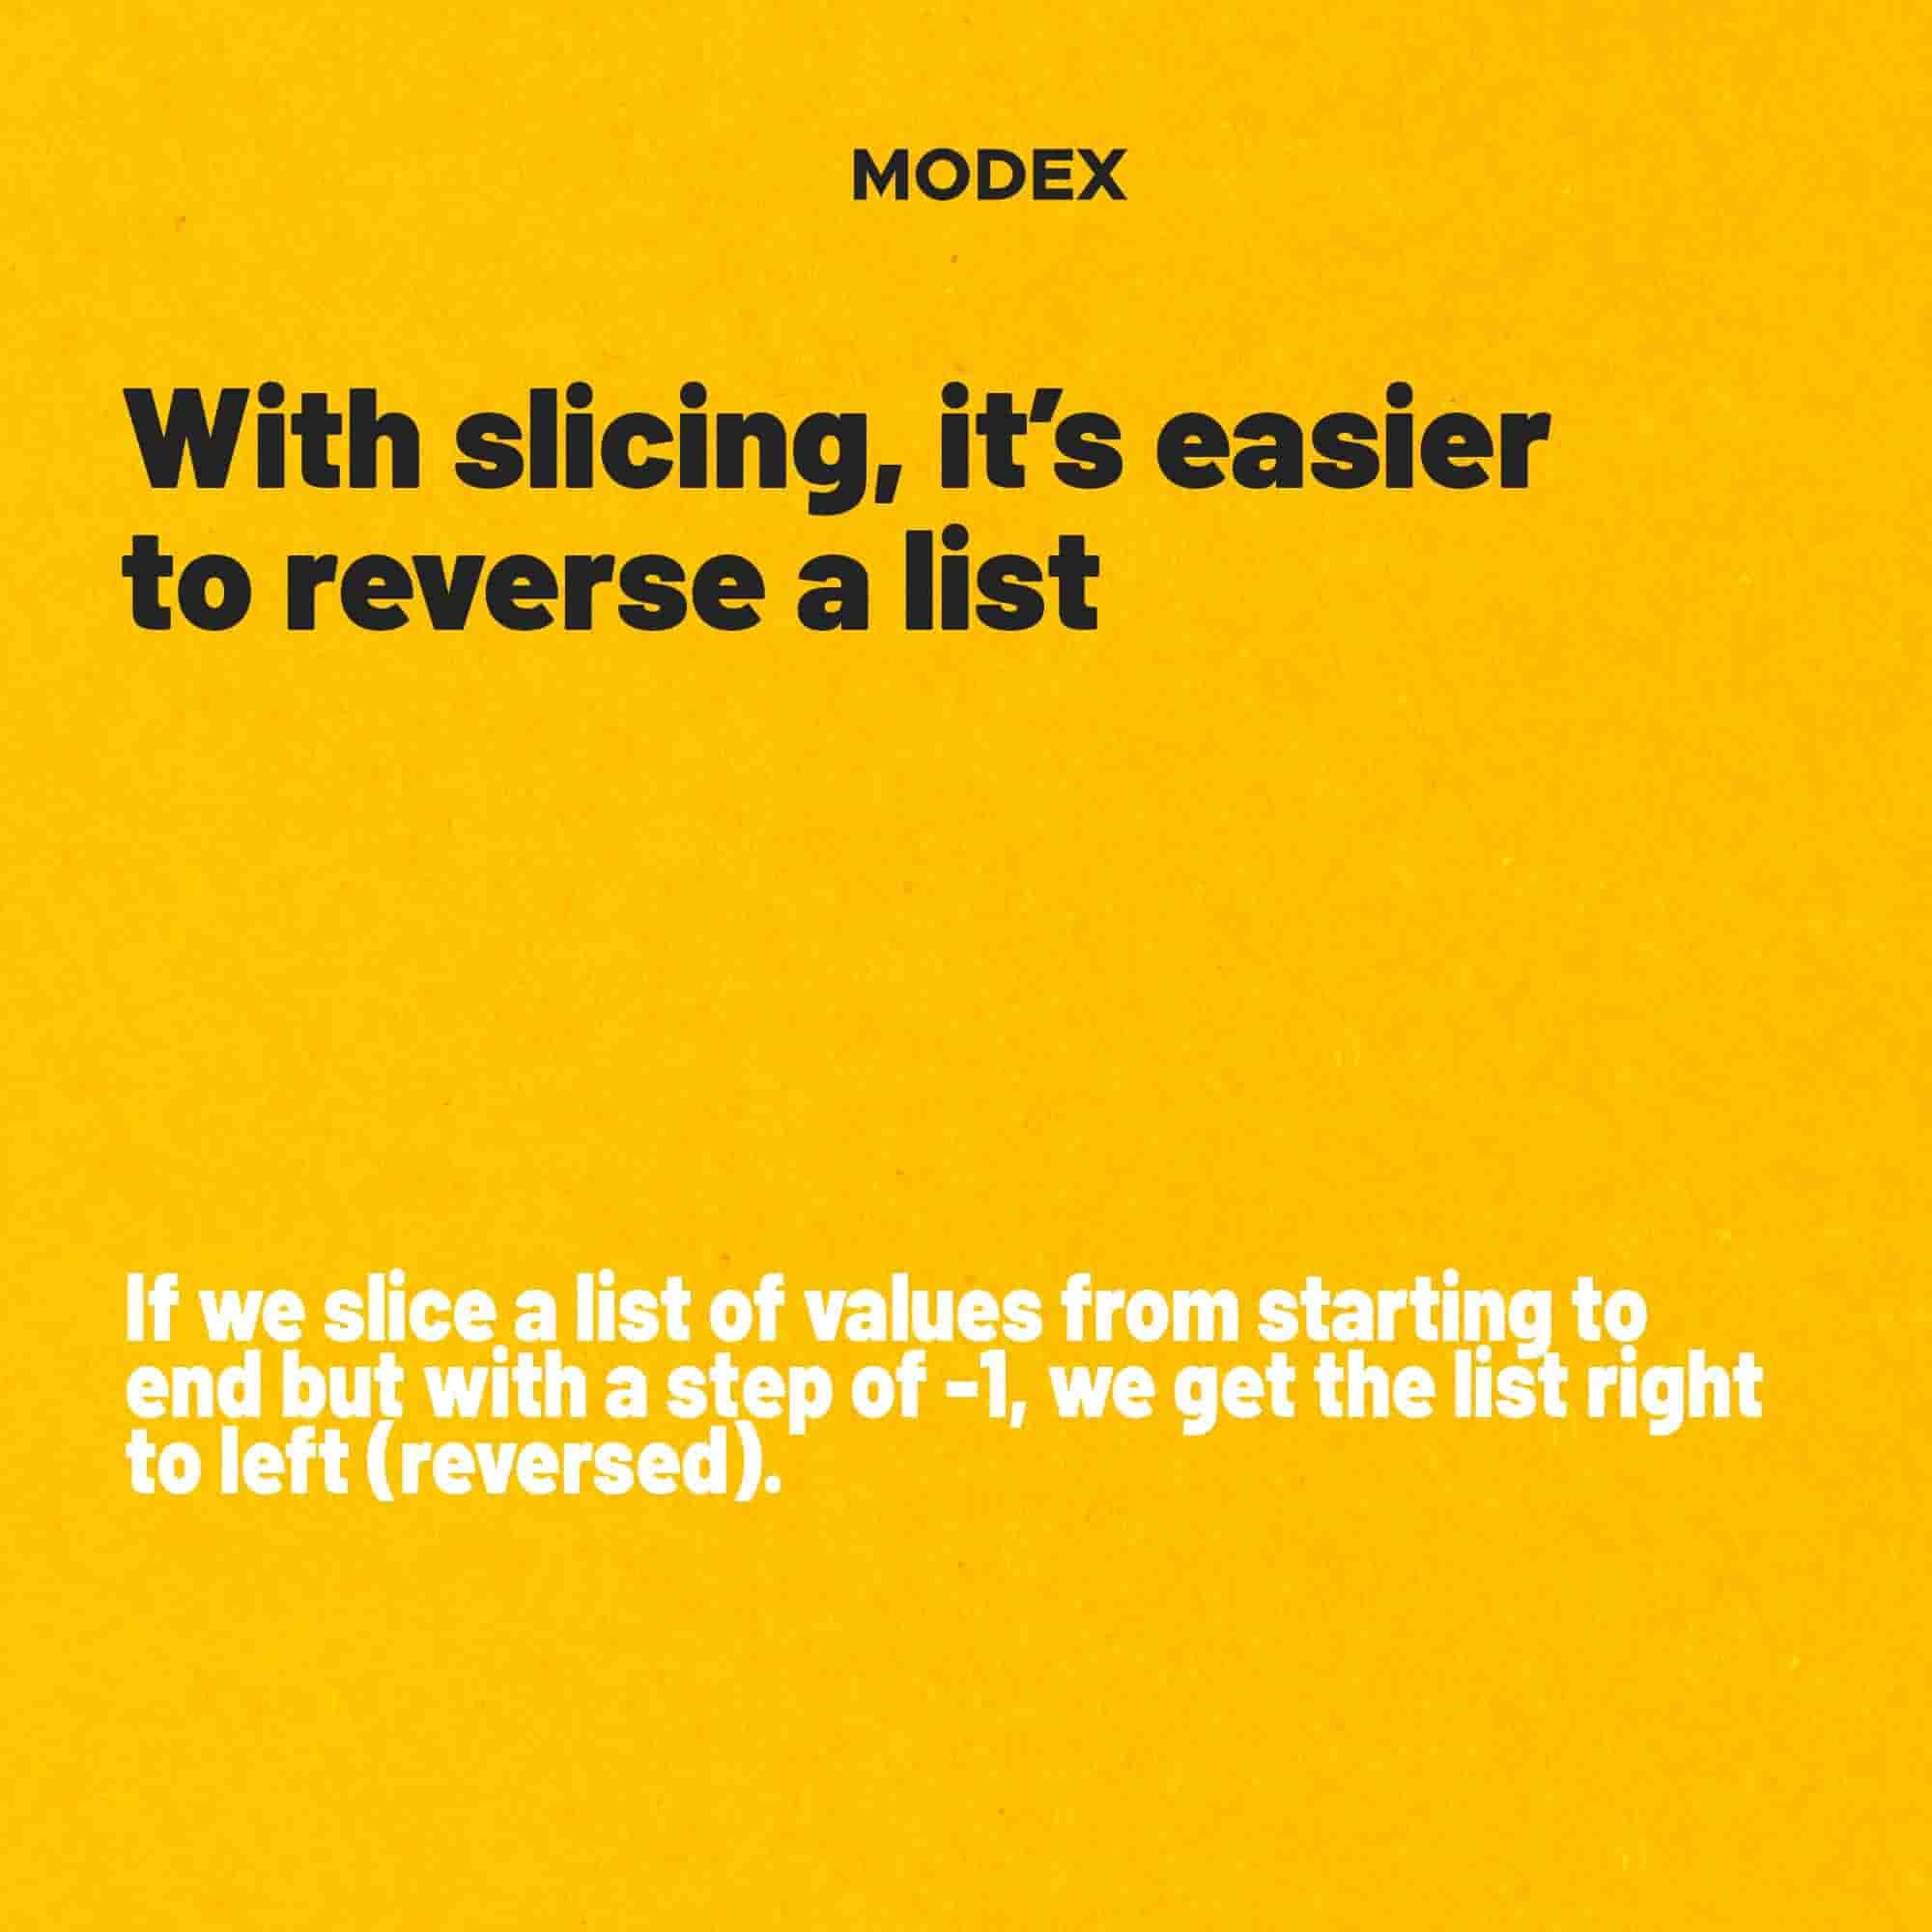 MODEX
With slicing, it’s easier
to reverse a list
If we slice a list of values from starting to
end but with a step of -1, we get the list right
to left (reversed).